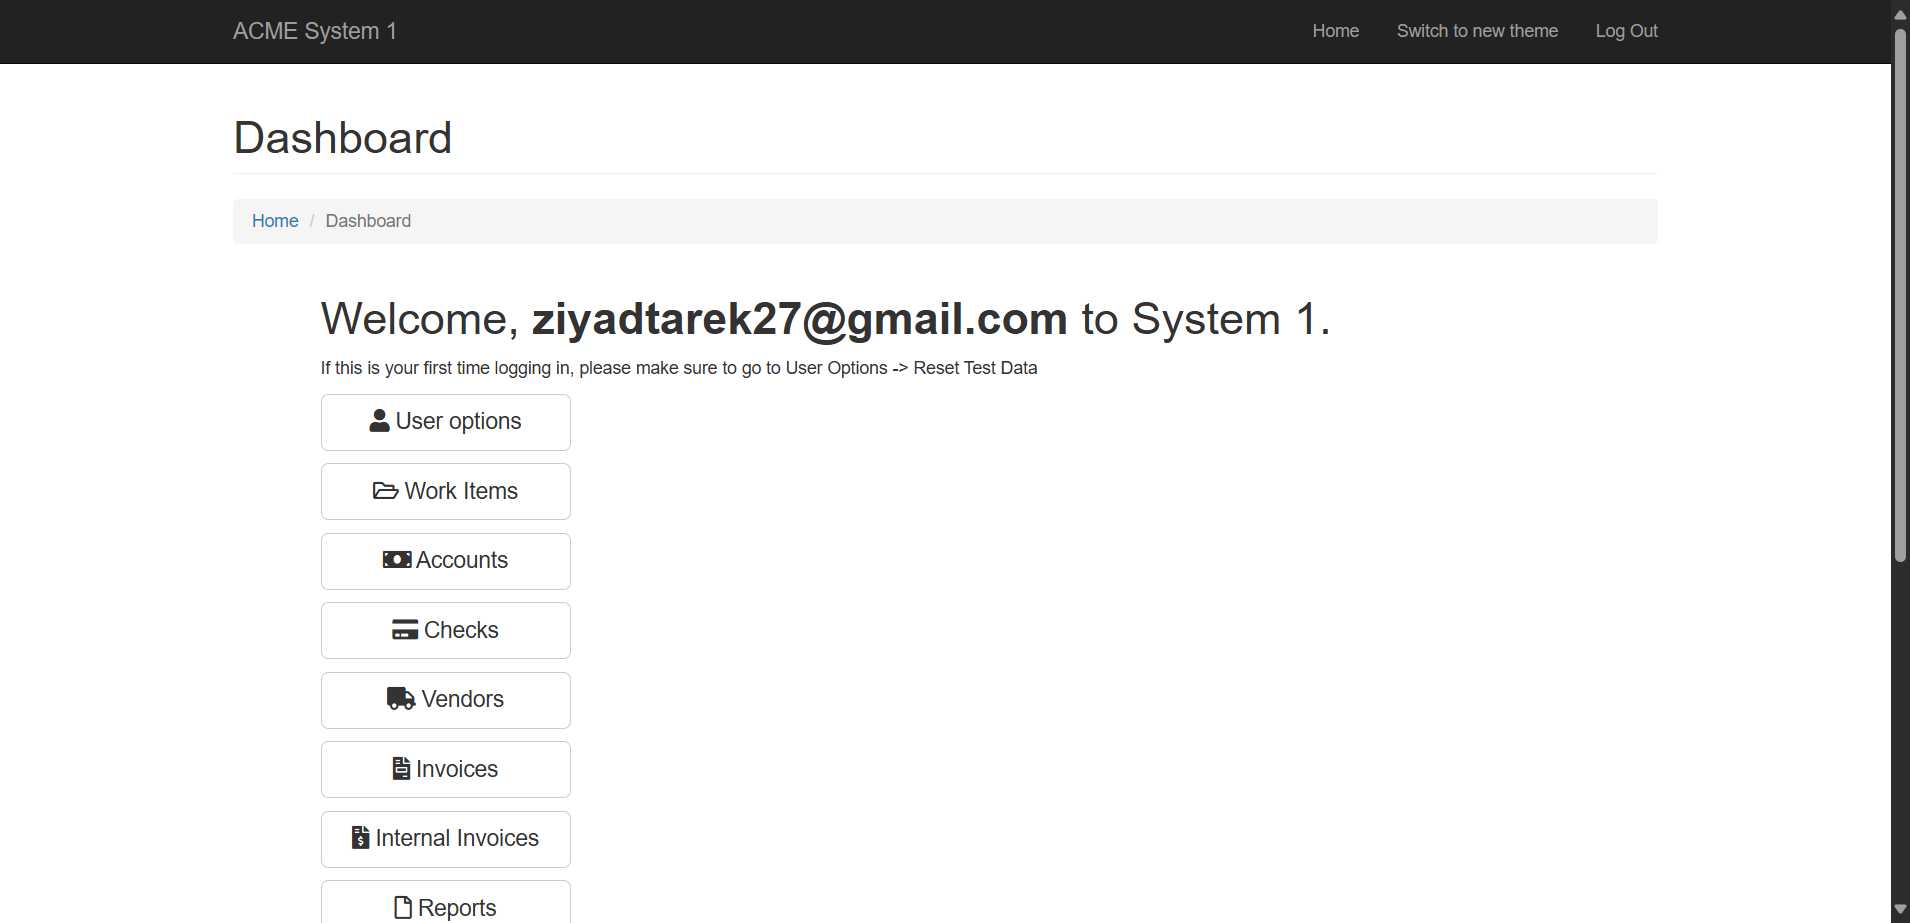 ACME System 1
Home
Switch to new theme
Log Out
Dashboard
Home / Dashboard
Welcome, ziyadtarek27@gmail.com to System 1.
If this is your first time logging in, please make sure to go to User Options -> Reset Test Data
User options
Work Items
Accounts
Checks
Vendors
Invoices
Internal Invoices
Reports